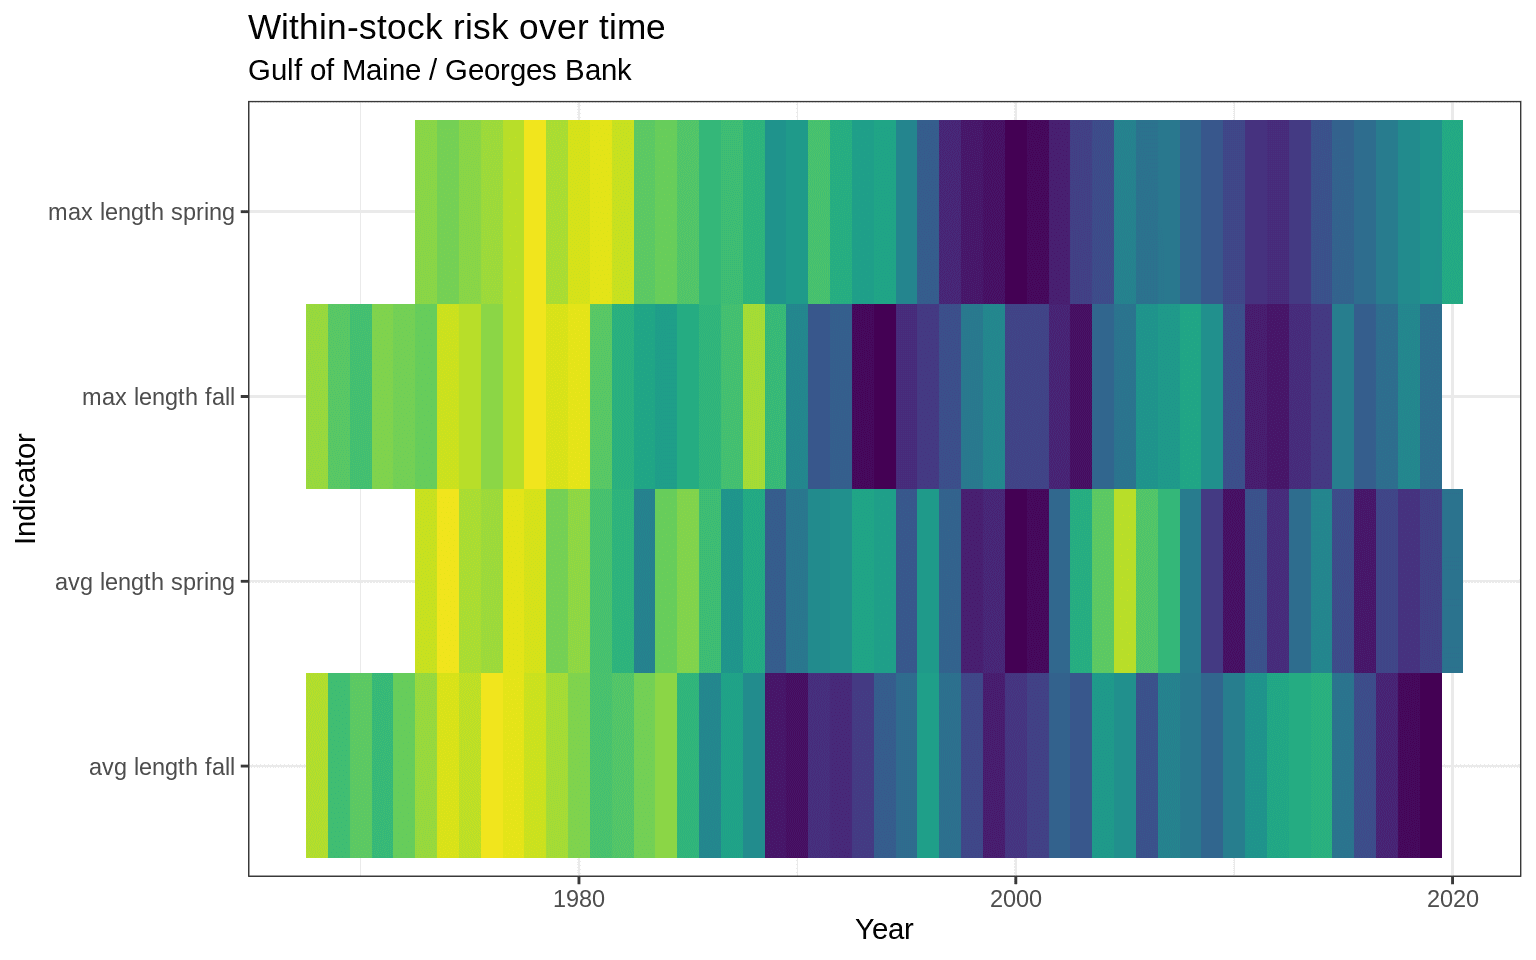 Within-stock risk over time
Gulf of Maine / Georges Bank
max length spring
max length fall
avg length spring
avg length fall
Indicator
1980 2000 2020
Year